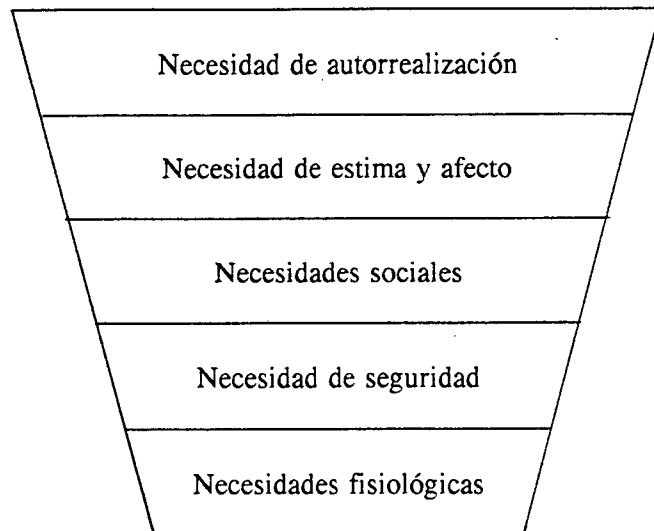 Necesidad de autorrealización
Necesidad de estima y afecto
Necesidades sociales
Necesidad de seguridad
Necesidades fisiológicas